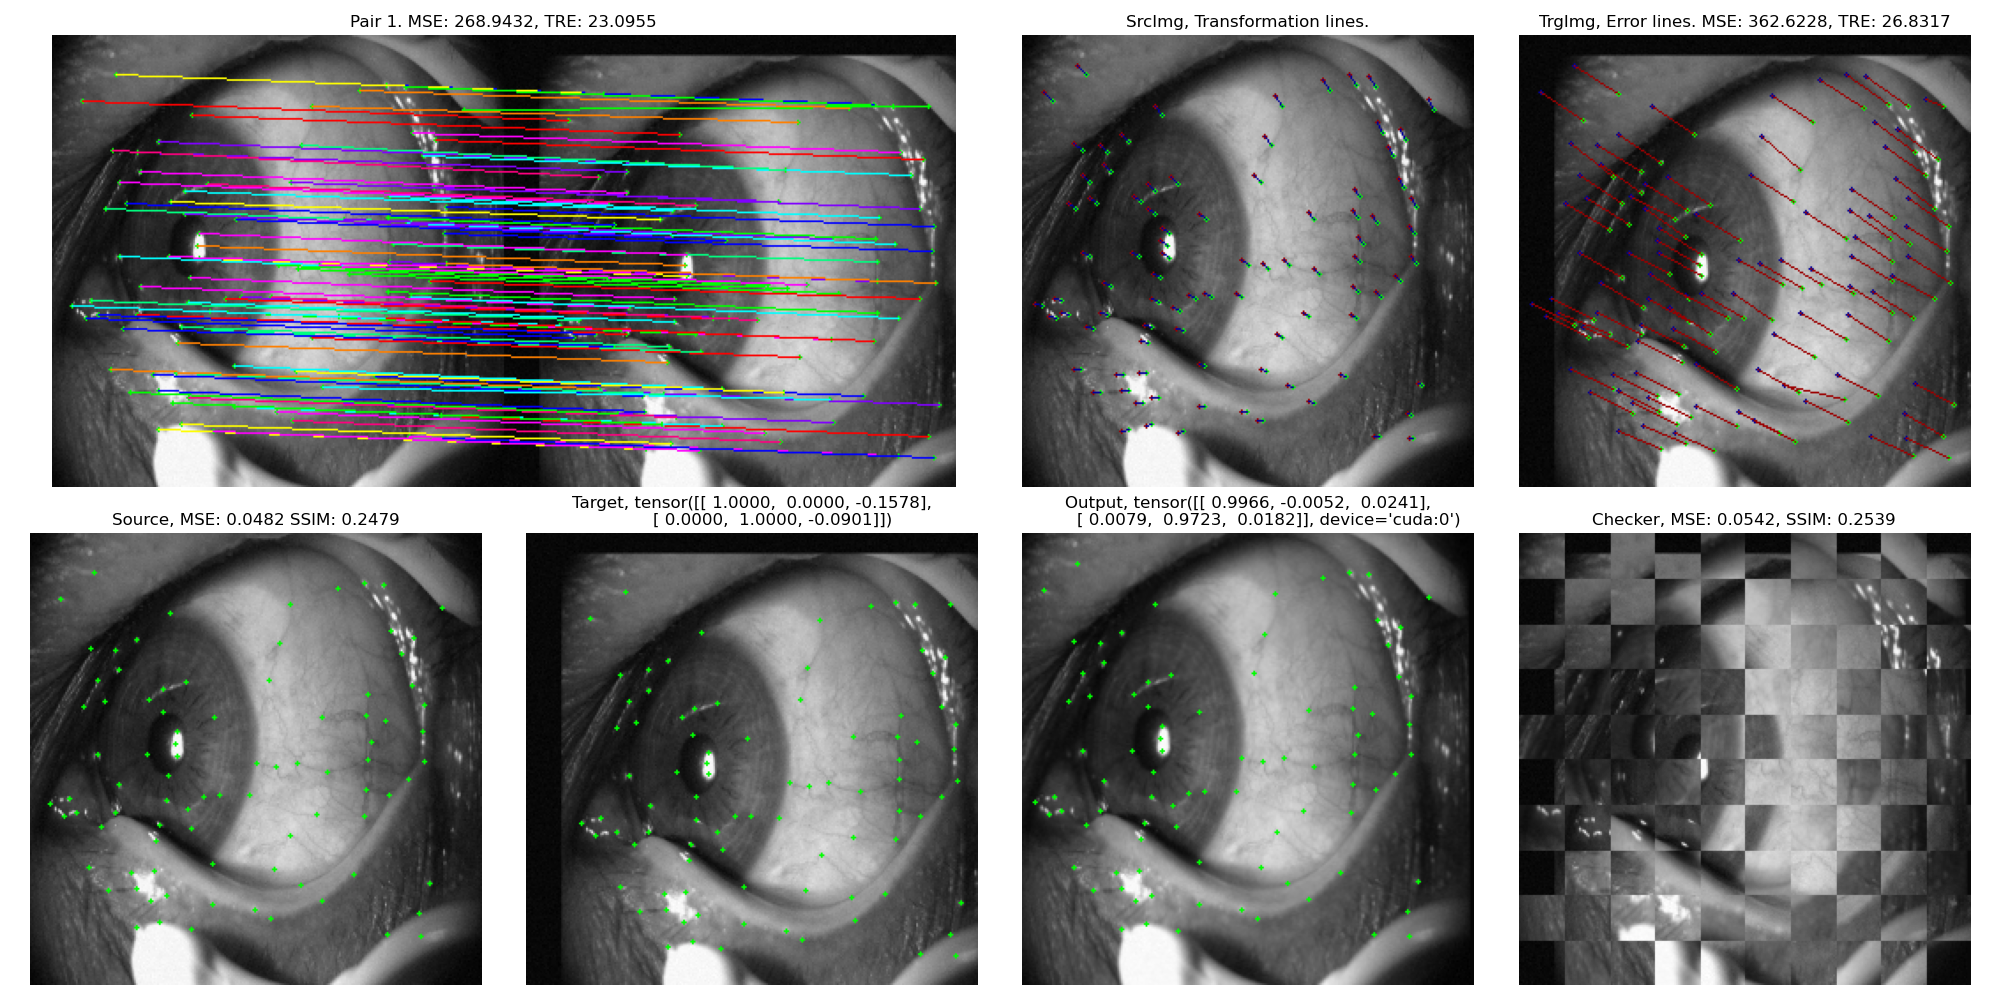 Pair 1. MSE: 268.9432, TRE: 23.0955
SrcImg, Transformation lines.
TrgImg, Error lines. MSE: 362.6228, TRE: 26.8317
Source, MSE: 0.0482 SSIM: 0.2479
Target, tensor([[ 1.0000,  0.0000, -0.1578],
[ 0.0000,  1.0000, -0.0901]])
Output, tensor([[ 0.9966, -0.0052,  0.0241],
[ 0.0079,  0.9723,  0.0182]], device='cuda:0')
Checker, MSE: 0.0542, SSIM: 0.2539